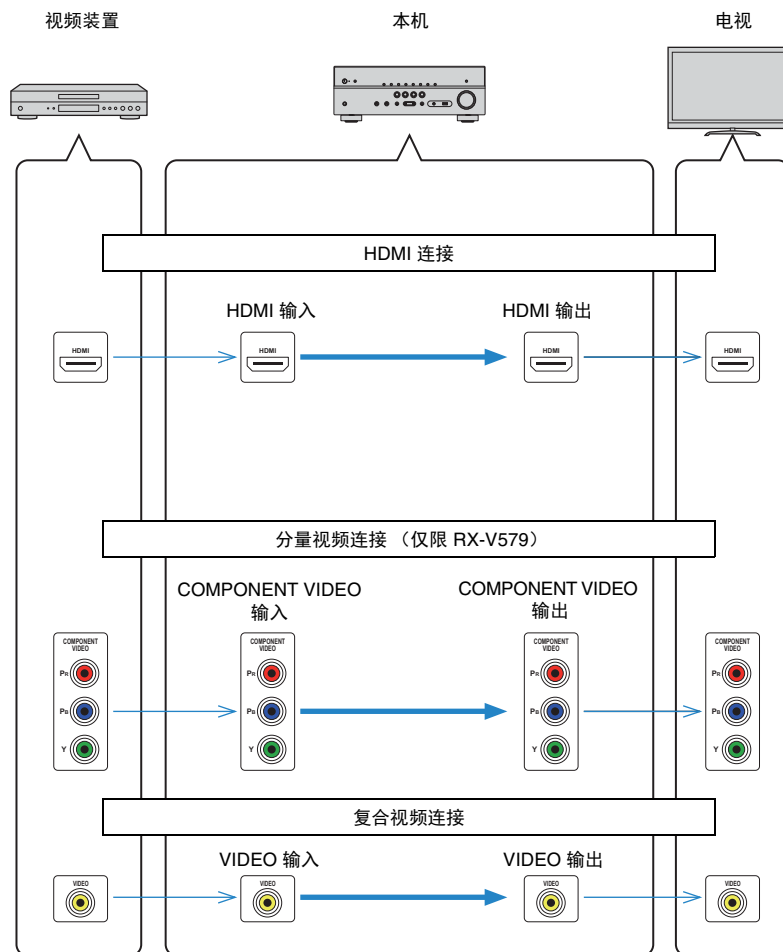 视频装置
本机
电视
HDMI 连接
HDMI 输入
HDMI 输出
HDMI
HDMI
HDMI
HDMI
分量视频连接 （仅限 RX-V579）
COMPONENT VIDEO
输入
COMPONENT VIDEO
输出
COMPONENT
VIDEO
PR
PB
Y
COMPONENT
VIDEO
PR
PB
Y
COMPONENT
VIDEO
PR
PB
Y
COMPONENT
VIDEO
PR
PB
Y
复合视频连接
VIDEO 输入
VIDEO 输出
VIDEO
VIDEO
VIDEO
VIDEO